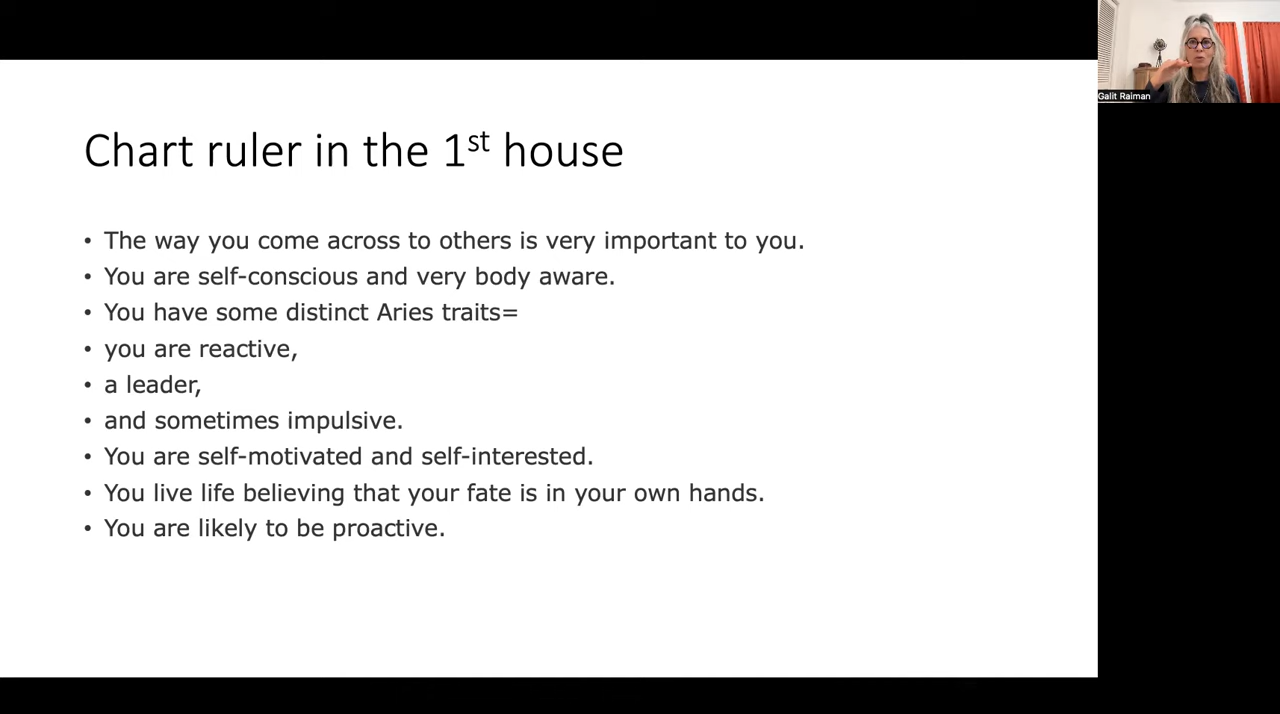 Galit Raiman
Chart ruler in the 1st house
• The way you come across to others is very important to you.
• You are self-conscious and very body aware.
• You have some distinct Aries traits=
• you are reactive,
• a leader,
• and sometimes impulsive.
• You are self-motivated and self-interested.
• You live life believing that your fate is in your own hands.
• You are likely to be proactive.